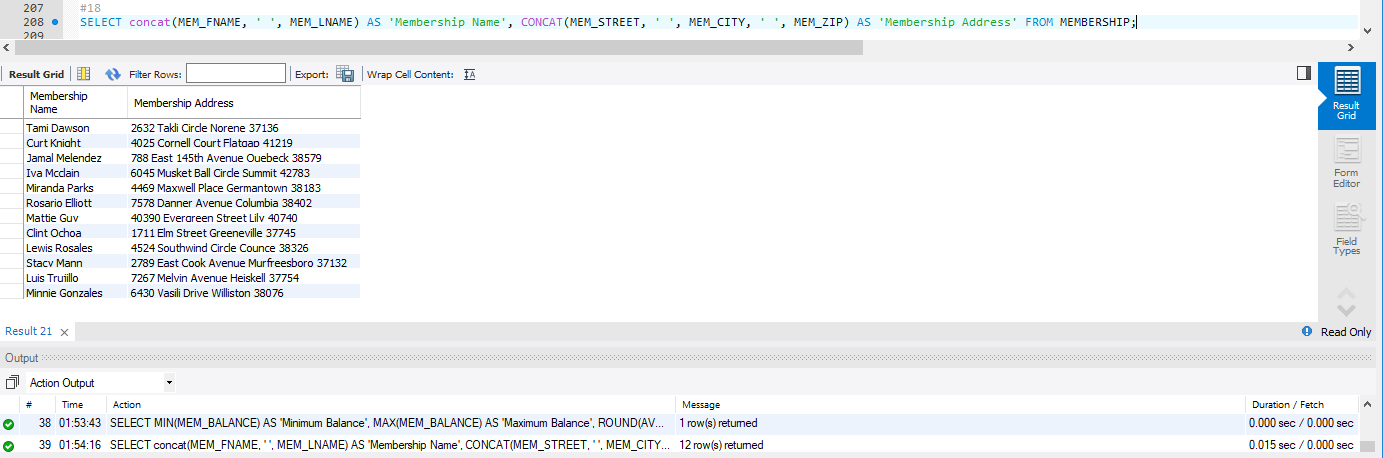 207 #18
208 SELECT concat(MEM_FNAME, ' ', MEM_LNAME) AS 'Membership Name', CONCAT(MEM_STREET, ' ', MEM_CITY, ' ', MEM_ZIP) AS 'Membership Address' FROM MEMBERSHIP;
209
Result Grid Filter Rows: Export: Wrap Cell Content: IA
Membership Name Membership Address
Tami Dawson 2632 Takli Circle Norene 37136
Curt Knight 4025 Cornell Court Flatgap 41219
Jamal Melendez 788 East 145th Avenue Quebeck 38579
Iva Mcclain 6045 Musket Ball Circle Summit 42783
Miranda Parks 4469 Maxwell Place Germantown 38183
Rosario Elliott 7578 Danner Avenue Columbia 38402
Mattie Guy 40390 Evergreen Street Lily 40740
Clint Ochoa 1711 Elm Street Greeneville 37745
Lewis Rosales 4524 Southwind Circle Counce 38326
Stacy Mann 2789 East Cook Avenue Murfreesboro 37132
Luis Trujillo 7267 Melvin Avenue Heiskell 37754
Minnie Gonzales 6430 Vasili Drive Williston 38076
Result
Grid
Form
Editor
Field
Types
Result 21 Read Only
Output
Action Output
# Time Action Message Duration / Fetch
38 01:53:43 SELECT MIN(MEM_BALANCE) AS 'Minimum Balance', MAX(MEM_BALANCE) AS 'Maximum Balance', ROUND(AV... 1 row(s) returned 0.000 sec / 0.000 sec
39 01:54:16 SELECT concat(MEM_FNAME, ' ', MEM_LNAME) AS 'Membership Name', CONCAT(MEM_STREET, ' ', MEM_CITY... 12 row(s) returned 0.015 sec / 0.000 sec